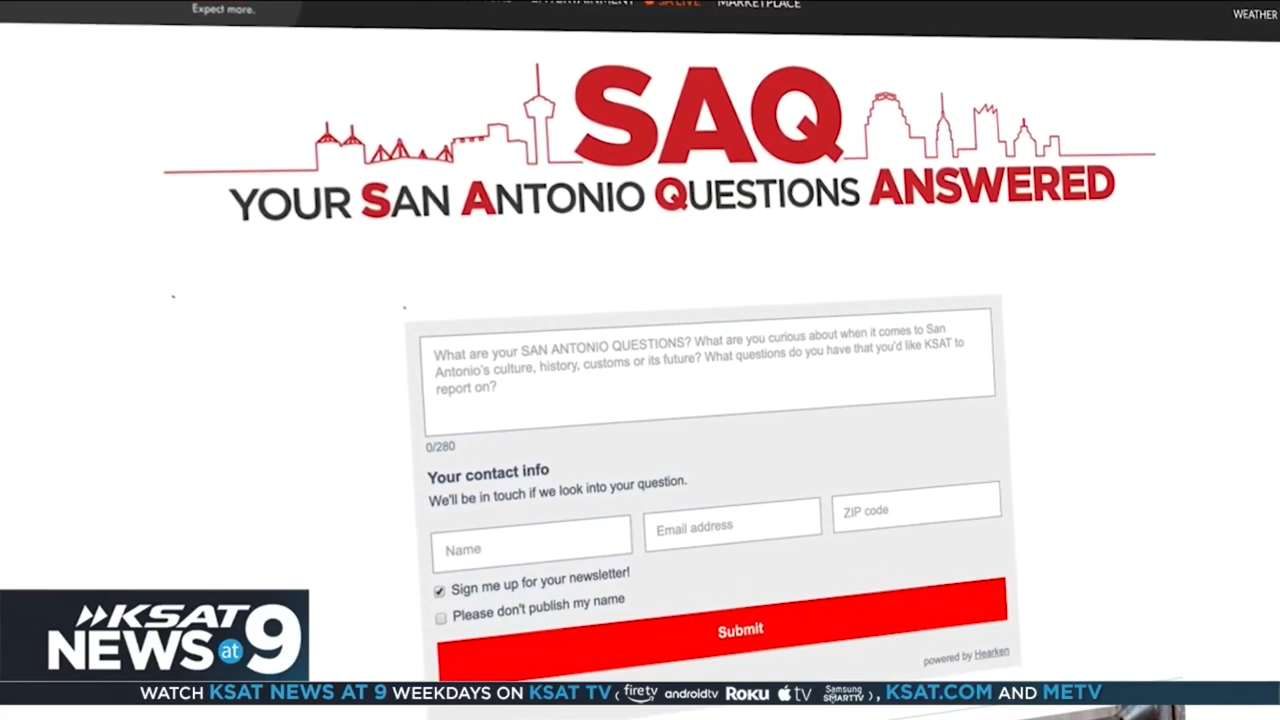 Expect more.
ENTERTAINMENT SA LIVE MARKETPLACE
WEATHER
SAQ
YOUR SAN ANTONIO QUESTIONS ANSWERED
What are your SAN ANTONIO QUESTIONS? What are you curious about when it comes to San
Antonio's culture, history, customs or its future? What questions do you have that you'd like KSAT to
report on?
0/280
Your contact info
We'll be in touch if we look into your question.
Name
Email address
ZIP code
Sign me up for your newsletter!
Please don't publish my name
Submit
powered by Hearken
KSAT
NEWS at 9
WATCH KSAT NEWS AT 9 WEEKDAYS ON KSAT TV ( firetv androidtv Roku tv Samsung SMARTTV ), KSAT.COM AND METV